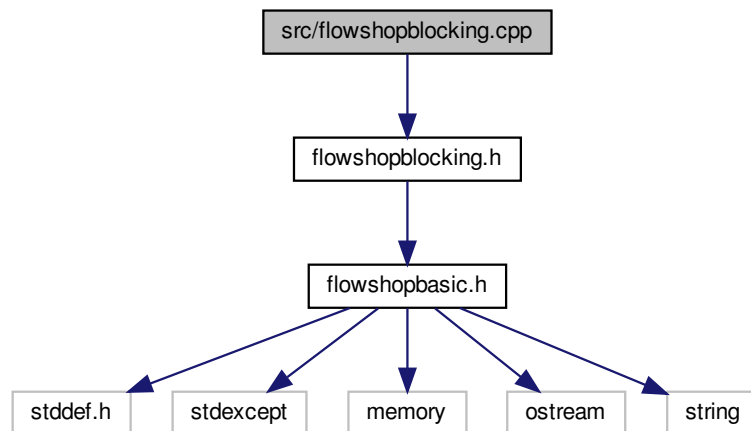 src/flowshopblocking.cpp
flowshopblocking.h
flowshopbasic.h
stddef.h
stdexcept
memory
ostream
string